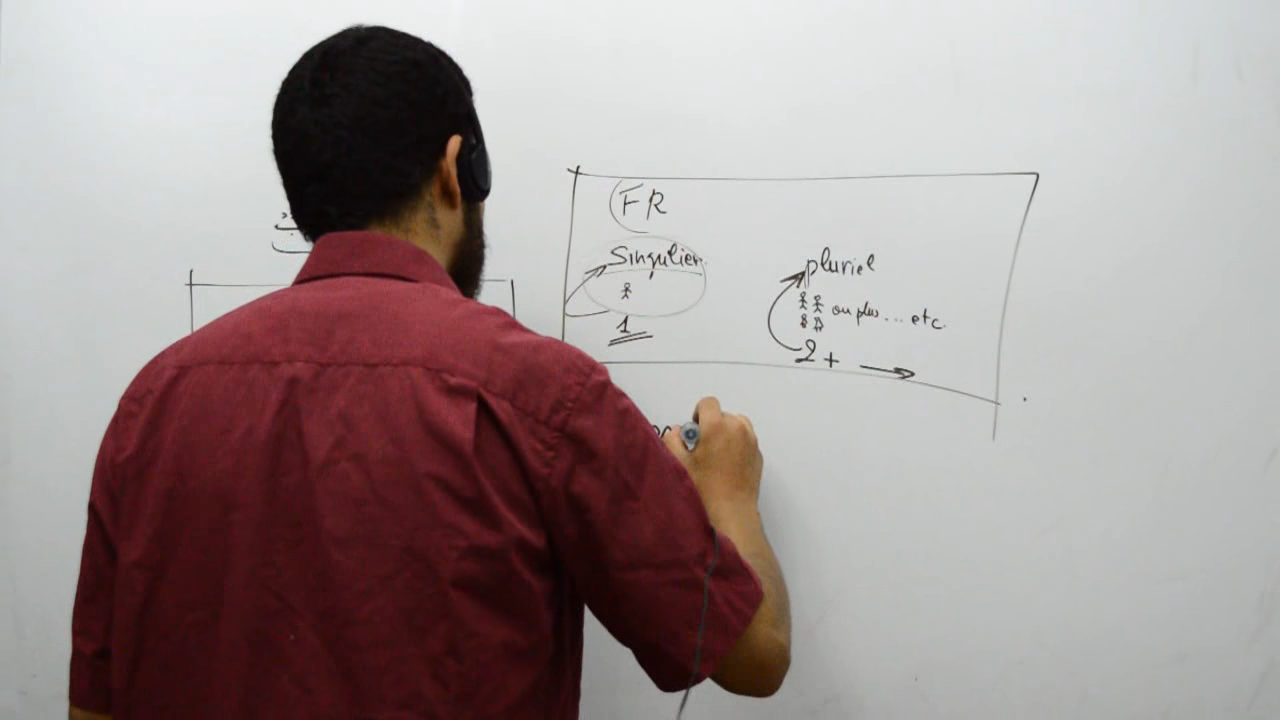 FR
Singulier
pluriel
ou plus... etc.
1
2 +